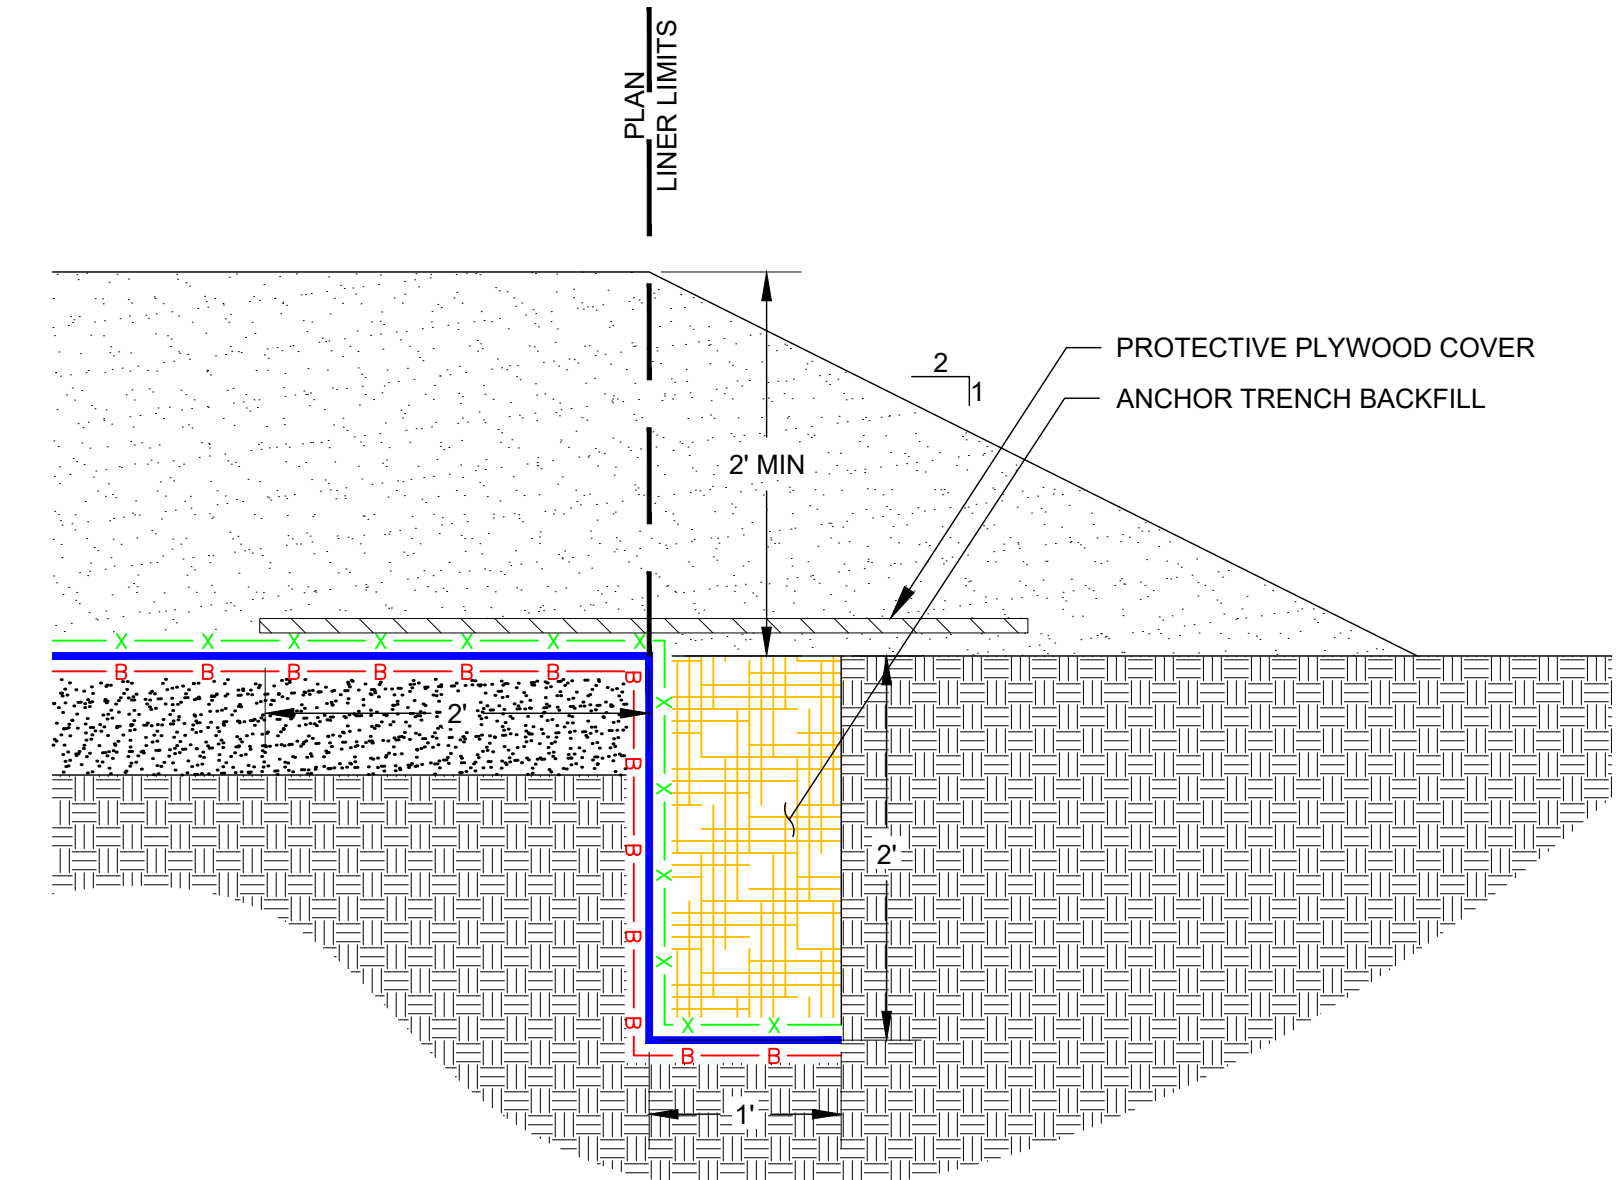 PLAN
LINER LIMITS
2
1
PROTECTIVE PLYWOOD COVER
ANCHOR TRENCH BACKFILL
2' MIN
X X X X X X X
B B B B B B B
X
2'
B
X
B
2'
X
B
X
B
X X
B B
1'